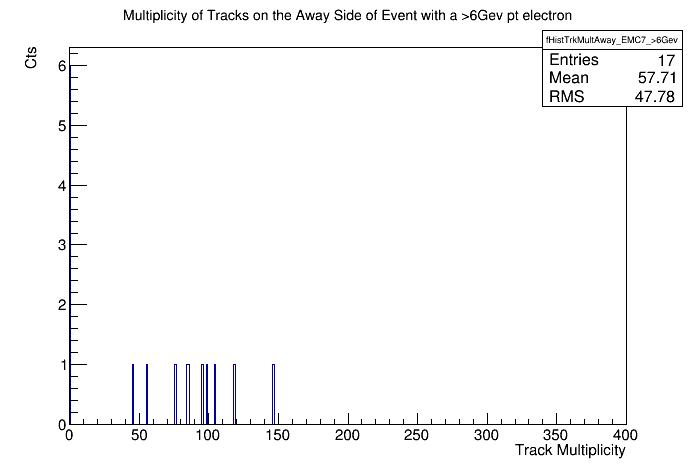 Multiplicity of Tracks on the Away Side of Event with a >6Gev pt electron
fHistTrkMultAway_EMC7_>6Gev
Entries 17
Mean 57.71
RMS 47.78
Cts
6
5
4
3
2
1
0
0 50 100 150 200 250 300 350 400
Track Multiplicity